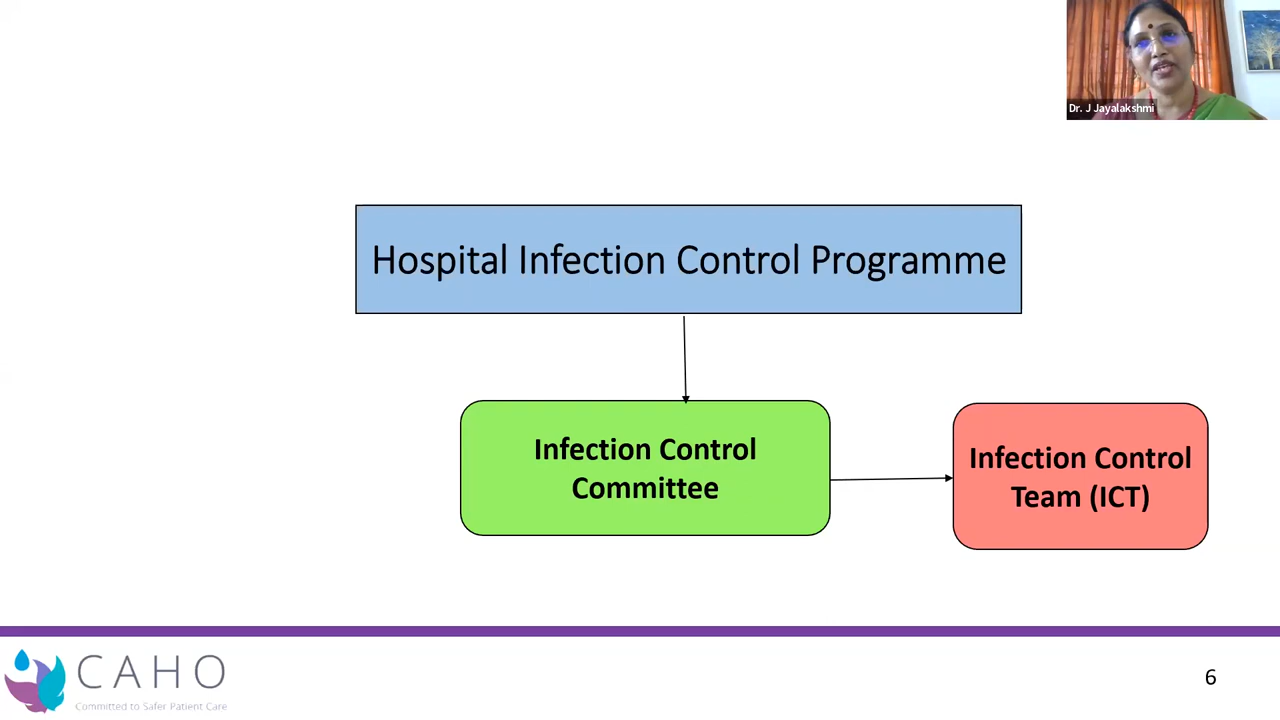 Dr. J Jayalakshmi
Hospital Infection Control Programme
Infection Control
Committee
Infection Control
Team (ICT)
CAHO
Committed to Safer Patient Care
6